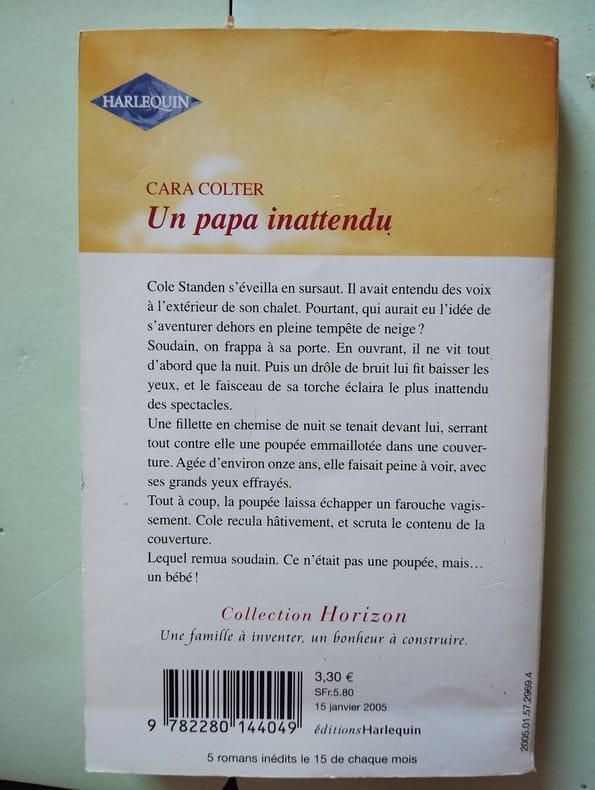 HARLEQUIN
CARA COLTER
Un papa inattendu
Cole Standen s'éveilla en sursaut. Il avait entendu des voix
à l'extérieur de son chalet. Pourtant, qui aurait eu l'idée de
s'aventurer dehors en pleine tempête de neige ?
Soudain, on frappa à sa porte. En ouvrant, il ne vit tout
d'abord que la nuit. Puis un drôle de bruit lui fit baisser les
yeux, et le faisceau de sa torche éclaira le plus inattendu
des spectacles.
Une fillette en chemise de nuit se tenait devant lui, serrant
tout contre elle une poupée emmaillotée dans une couver-
ture. Agée d'environ onze ans, elle faisait peine à voir, avec
ses grands yeux effrayés.
Tout à coup, la poupée laissa échapper un farouche vagis-
sement. Cole recula hâtivement, et scruta le contenu de la
couverture.
Lequel remua soudain. Ce n'était pas une poupée, mais…
un bébé !
Collection Horizon
Une famille à inventer, un bonheur à construire.
3,30 €
SFr.5.80
15 janvier 2005
9 782280 144049
éditionsHarlequin
2005.01.57.2969.4
5 romans inédits le 15 de chaque mois